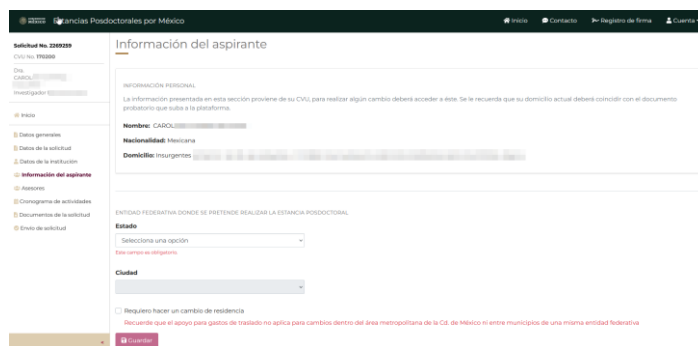 Estancias Posdoctorales por México
Inicio
Contacto
Registro de firma
Cuenta
Solicitud No. 2269259
CVU No. 170200
Dra.
CAROL
Investigador
Inicio
Datos generales
Datos de la solicitud
Datos de la institución
Información del aspirante
Asesores
Cronograma de actividades
Documentos de la solicitud
Envío de solicitud
Información del aspirante
INFORMACIÓN PERSONAL
La información presentada en esta sección proviene de su CVU, para realizar algún cambio deberá acceder a éste. Se le recuerda que su domicilio actual deberá coincidir con el documento
probatorio que suba a la plataforma.
Nombre: CAROL
Nacionalidad: Mexicana
Domicilio: Insurgentes
ENTIDAD FEDERATIVA DONDE SE PRETENDE REALIZAR LA ESTANCIA POSDOCTORAL
Estado
Selecciona una opción
Este campo es obligatorio
Ciudad
Requiero hacer un cambio de residencia
Recuerde que el apoyo para gastos de traslado no aplica para cambios dentro del área metropolitana de la Cd. de México ni entre municipios de una misma entidad federativa
Guardar